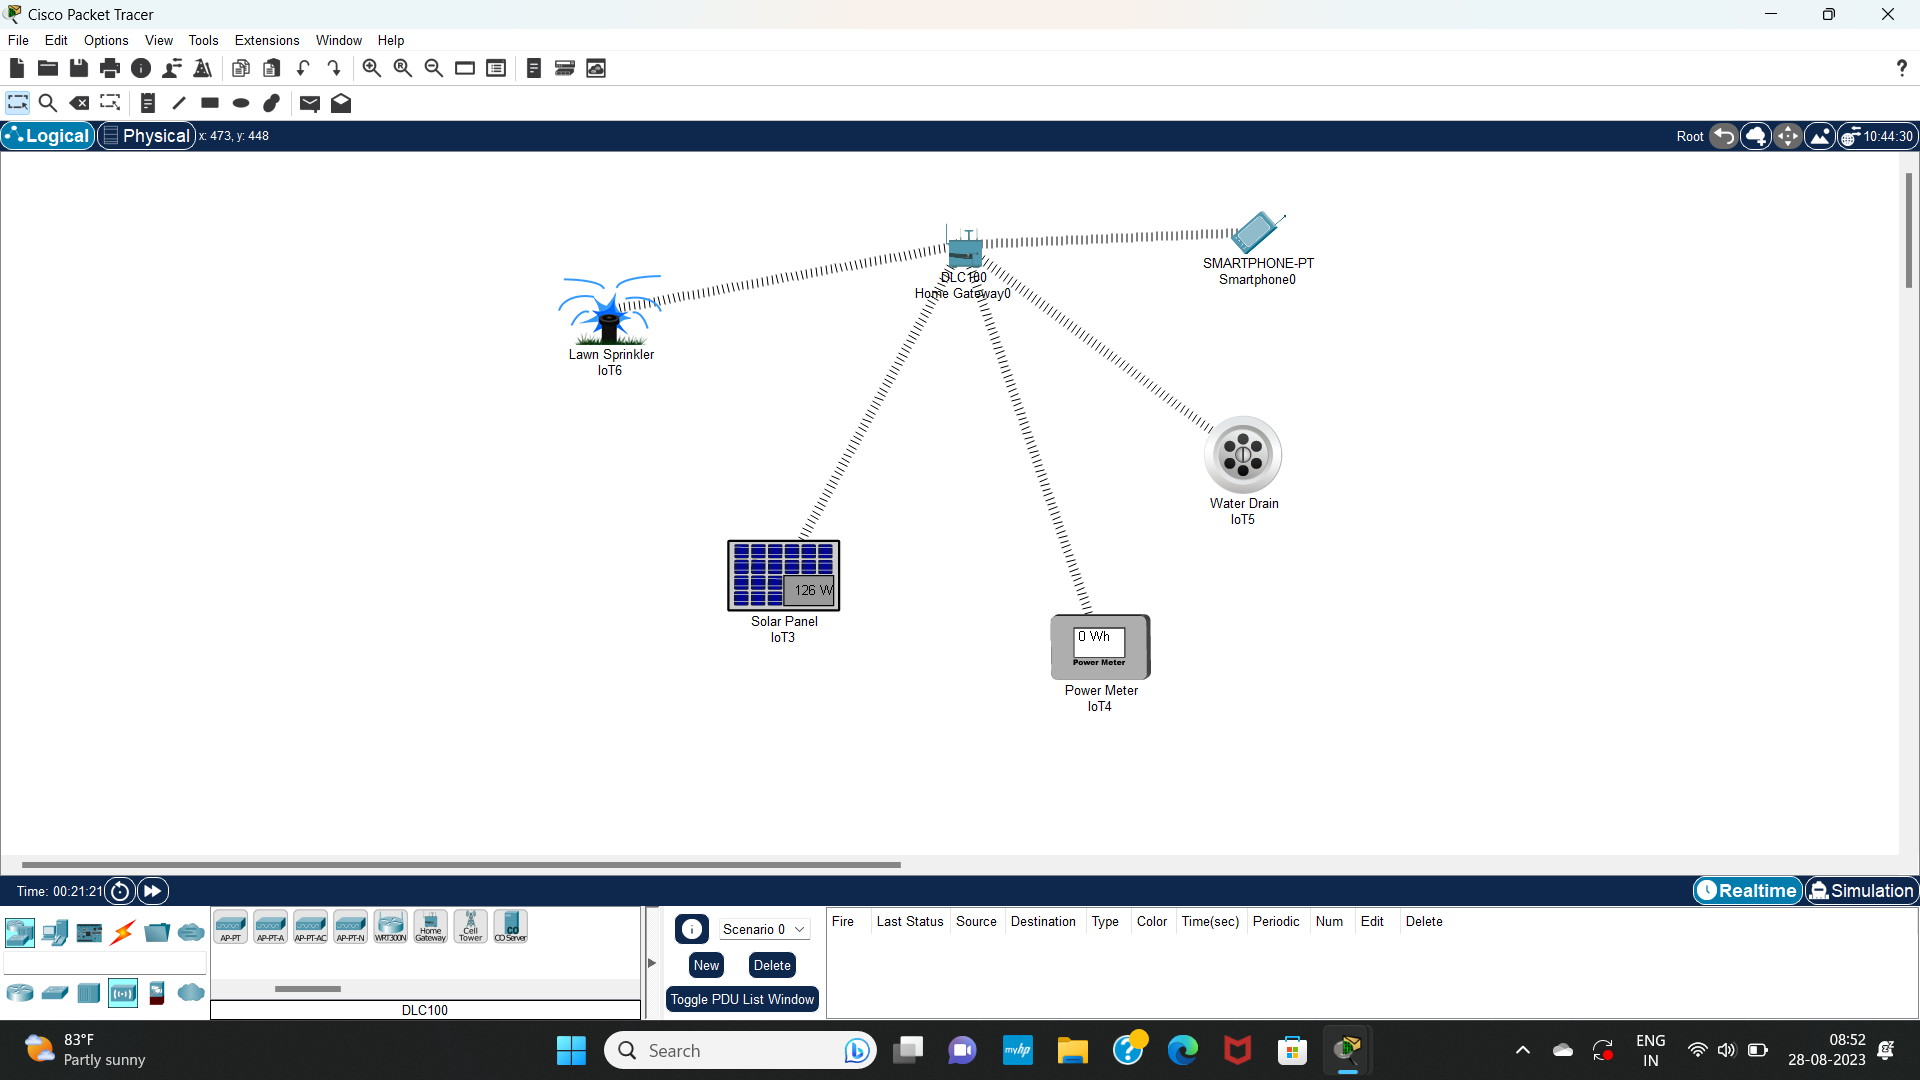 Cisco Packet Tracer
File Edit Options View Tools Extensions Window Help
Logical Physical x: 473, y: 448 Root 10:44:30
SMARTPHONE-PT
Smartphone0
DLC100
Home Gateway0
Lawn Sprinkler
IoT6
Water Drain
IoT5
126 W
Solar Panel
IoT3
0 Wh
Power Meter
Power Meter
IoT4
Time: 00:21:21 Realtime Simulation
AP-PT AP-PT-A AP-PT-AC AP-PT-N WRT300N Home Gateway Cell Tower CO CO Server
DLC100
Scenario 0
New Delete
Toggle PDU List Window
Fire Last Status Source Destination Type Color Time(sec) Periodic Num Edit Delete
83°F
Partly sunny
Search
myhp
ENG
IN
08:52
28-08-2023